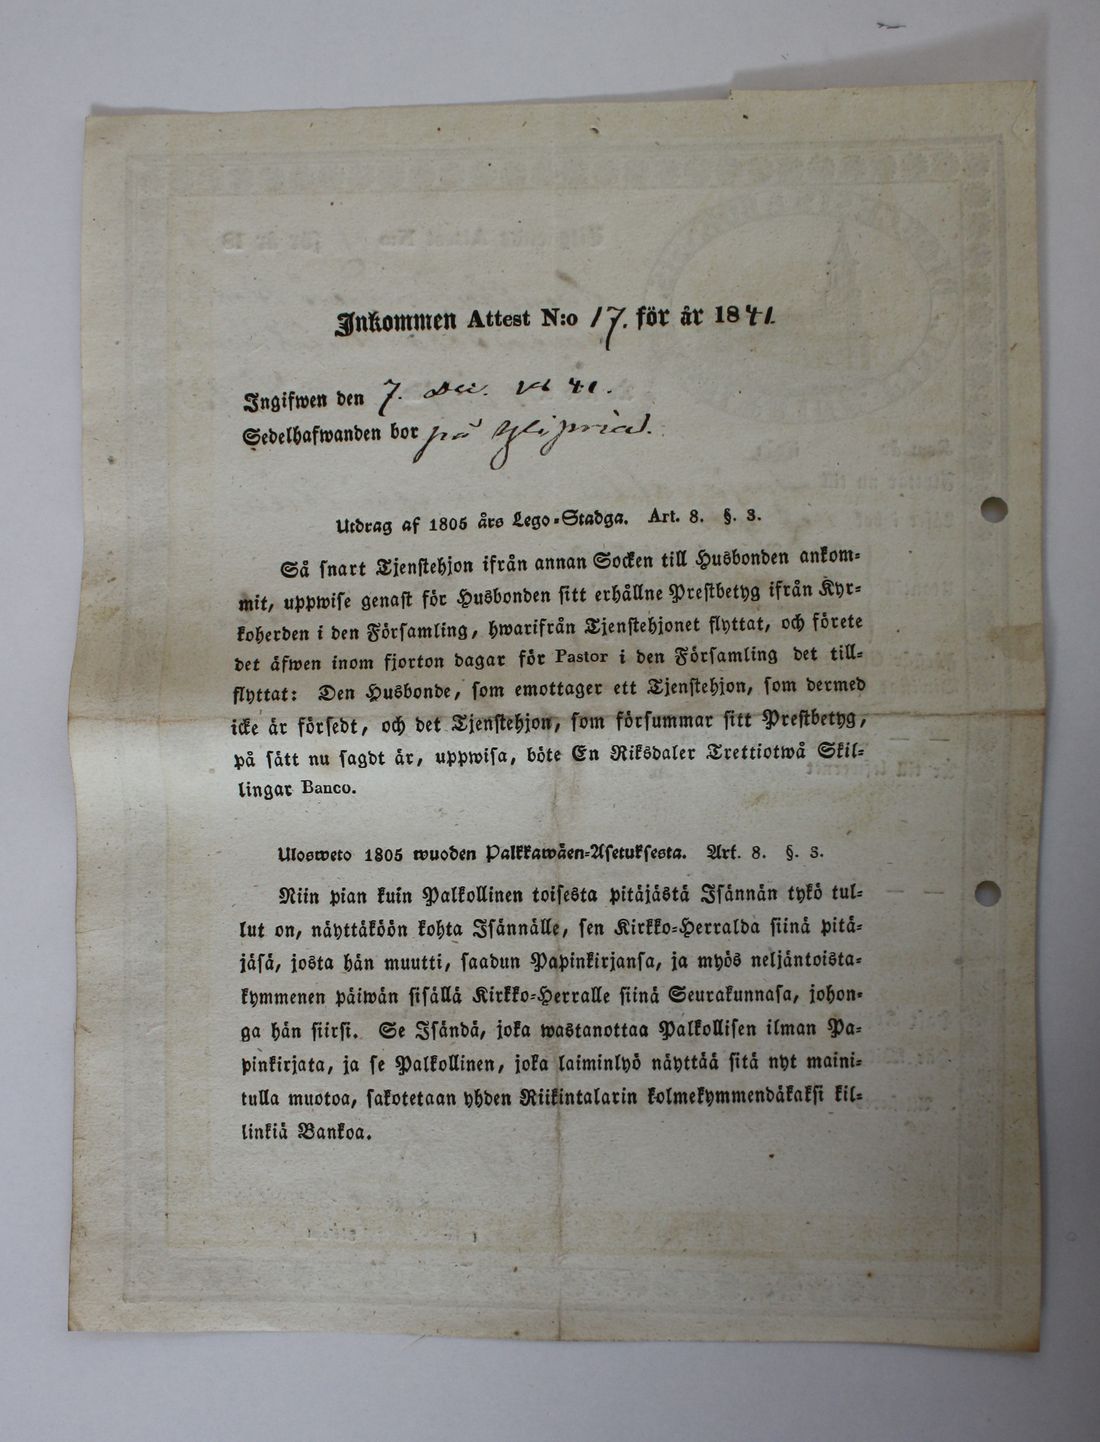 Inkommen Attest N:o 17. för år 1841.
Ingifwen den 7. Dec. 1841.
Sedelhafwanden bor på
Utdrag af 1805 års Lego-Stadga. Art. 8. §. 3.
Så snart Tjenstehjon ifrån annan Socken till Husbonden ankom-
mit, uppwise genast för Husbonden sitt erhållne Prestbetyg ifrån Kyr-
koherden i den Församling, hwarifrån Tjenstehjonet flyttat, och förete
det äfwen inom fjorton dagar för Pastor i den Församling det till-
flyttat: Den Husbonde, som emottager ett Tjenstehjon, som dermed
icke är försedt, och det Tjenstehjon, som försummar sitt Prestbetyg,
på sätt nu sagdt är, uppwisa, böte En Riksdaler Trettiotwå Skil-
lingar Banco.
Ulosweto 1805 wuoden Palkkawäen-Asetuksesta. Art. 8. §. 3.
Niin pian kuin Palkollinen toisesta pitäjästä Isännän tykö tul-
lut on, näyttäköön kohta Isännälle, sen Kirkko-Herralda siinä pitä-
jäsä, josta hän muutti, saadun Papinkirjansa, ja myös neljäntoista-
kymmenen päiwän sisällä Kirkko-Herralle siinä Seurakunnasa, johon-
ga hän siirsi. Se Isändä, joka wastanottaa Palkollisen ilman Pa-
pinkirjata, ja se Palkollinen, joka laiminlyö näyttää sitä nyt maini-
tulla muotoa, sakotetaan yhden Riikintalarin kolmekymmendäkaksi kil-
linkiä Bankoa.